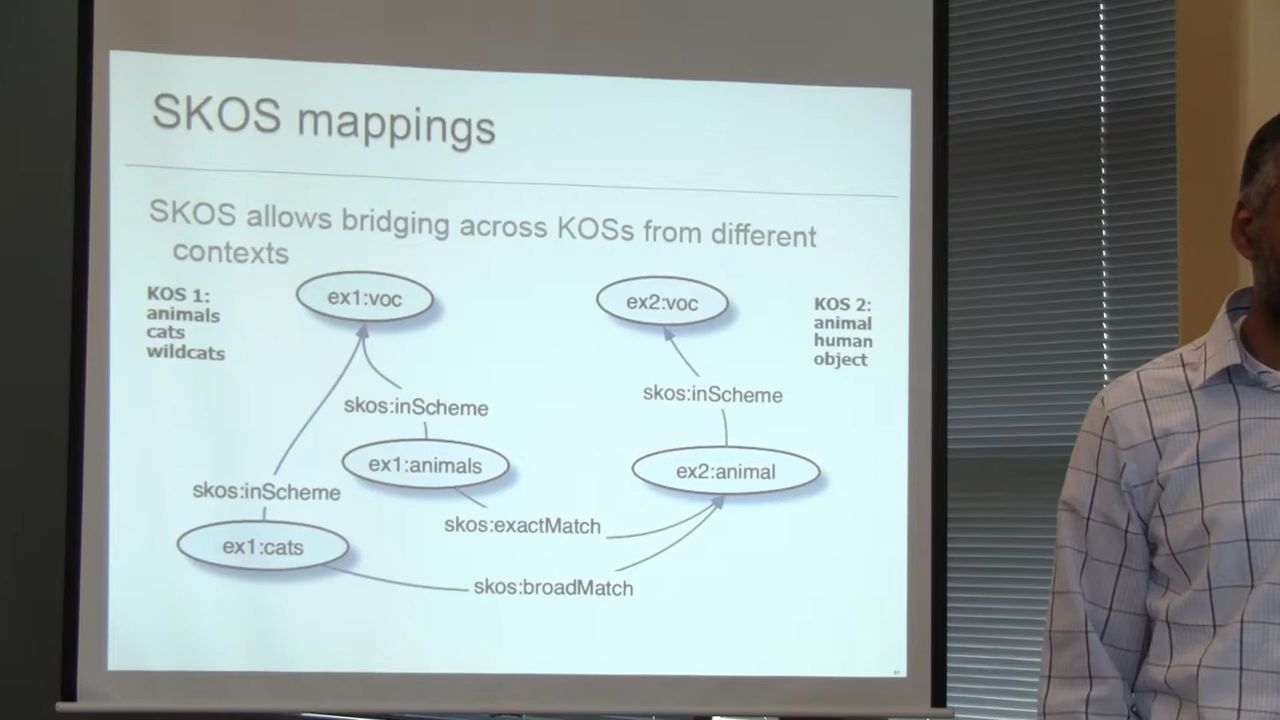 SKOS mappings
SKOS allows bridging across KOSs from different
contexts
KOS 1:
animals
cats
wildcats
ex1:voc
ex2:voc
KOS 2:
animal
human
object
skos:inScheme
skos:inScheme
ex1:animals
ex2:animal
skos:inScheme
skos:exactMatch
ex1:cats
skos:broadMatch